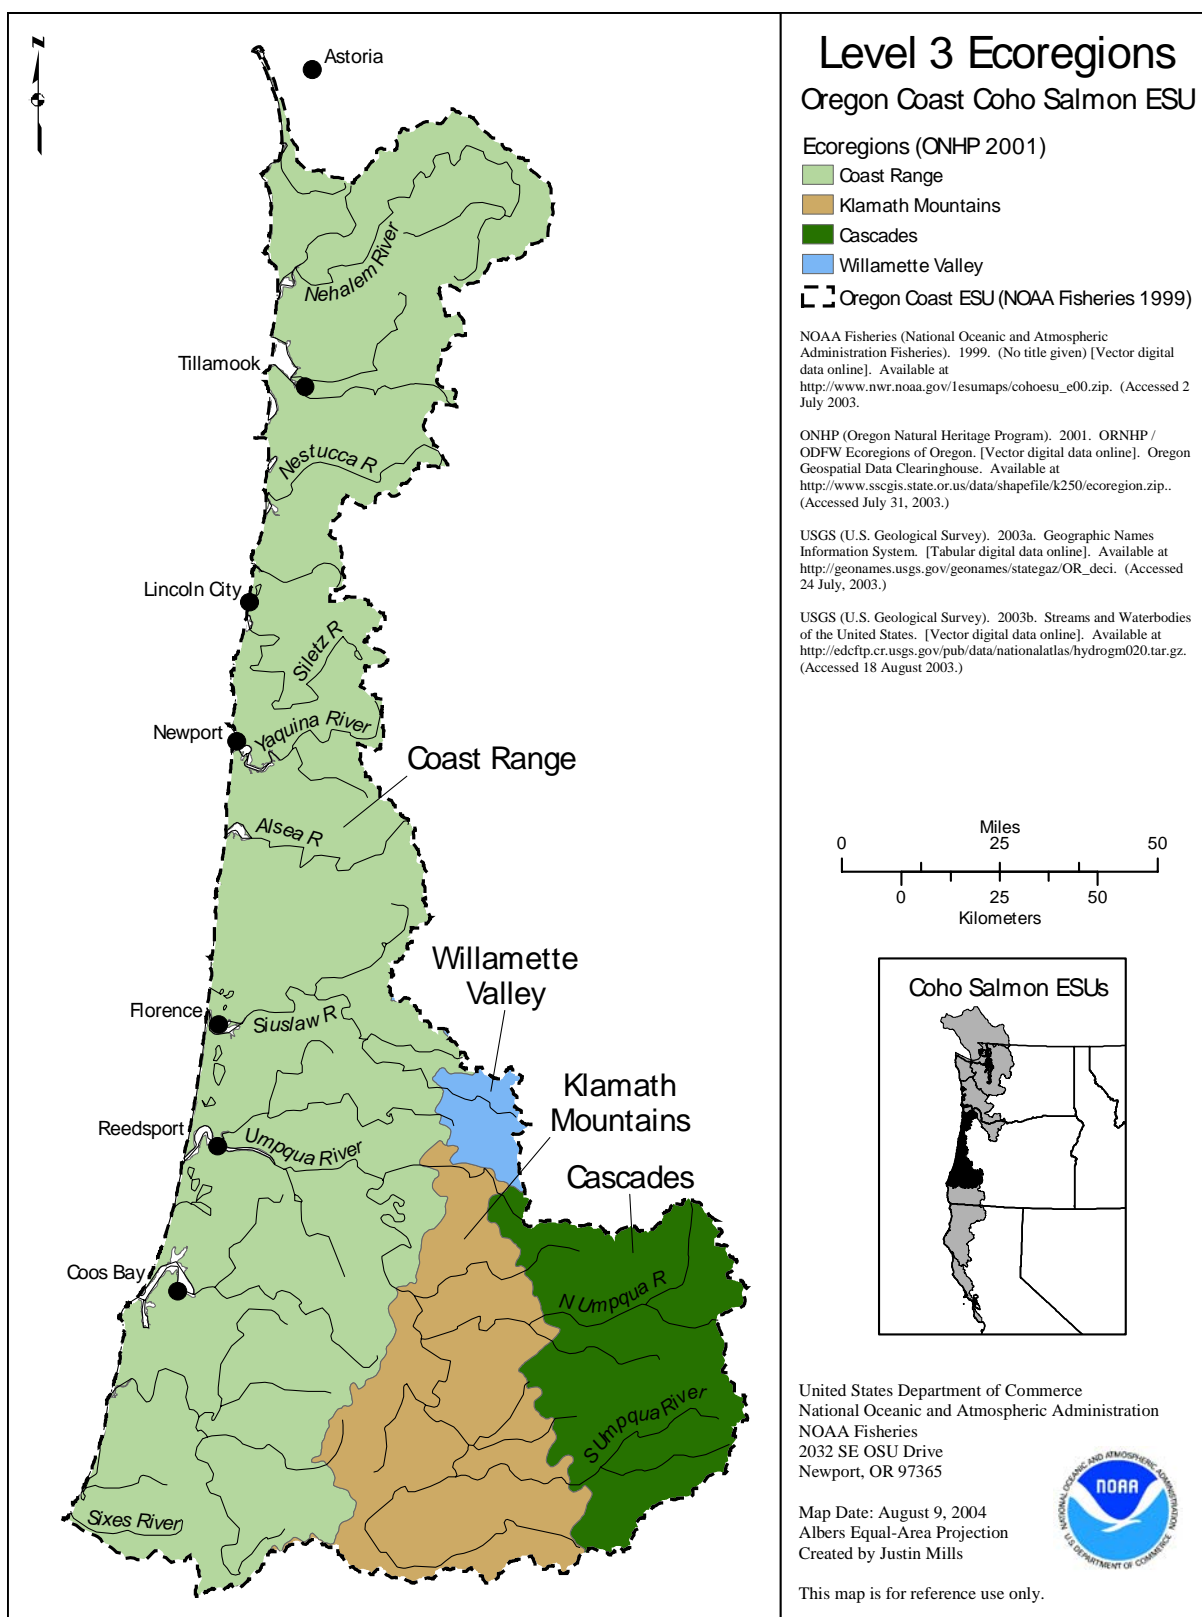 Level 3 Ecoregions
Oregon Coast Coho Salmon ESU
Ecoregions (ONHP 2001)
Coast Range
Klamath Mountains
Cascades
Willamette Valley
Oregon Coast ESU (NOAA Fisheries 1999)
NOAA Fisheries (National Oceanic and Atmospheric
Administration Fisheries). 1999. (No title given) [Vector digital
data online]. Available at
http://www.nwr.noaa.gov/1esumaps/cohoesu_e00.zip. (Accessed 2
July 2003.
ONHP (Oregon Natural Heritage Program). 2001. ORNHP /
ODFW Ecoregions of Oregon. [Vector digital data online]. Oregon
Geospatial Data Clearinghouse. Available at
http://www.sscgis.state.or.us/data/shapefile/k250/ecoregion.zip..
(Accessed July 31, 2003.)
USGS (U.S. Geological Survey). 2003a. Geographic Names
Information System. [Tabular digital data online]. Available at
http://geonames.usgs.gov/geonames/stategaz/OR_deci. (Accessed
24 July, 2003.)
USGS (U.S. Geological Survey). 2003b. Streams and Waterbodies
of the United States. [Vector digital data online]. Available at
http://edcftp.cr.usgs.gov/pub/data/nationalatlas/hydrogm020.tar.gz.
(Accessed 18 August 2003.)
Miles
0 25 50
0 25 50
Kilometers
Coho Salmon ESUs
United States Department of Commerce
National Oceanic and Atmospheric Administration
NOAA Fisheries
2032 SE OSU Drive
Newport, OR 97365
Map Date: August 9, 2004
Albers Equal-Area Projection
Created by Justin Mills
This map is for reference use only.
NATIONAL OCEANIC AND ATMOSPHERIC ADMINISTRATION
NOAA
U.S. DEPARTMENT OF COMMERCE
N
Astoria
Nehalem River
Tillamook
Nestucca R
Lincoln City
Siletz R
Newport
Yaquina River
Coast Range
Alsea R
Willamette
Valley
Florence
Siuslaw R
Klamath
Mountains
Reedsport
Umpqua River
Cascades
Coos Bay
N Umpqua R
S Umpqua River
Sixes River